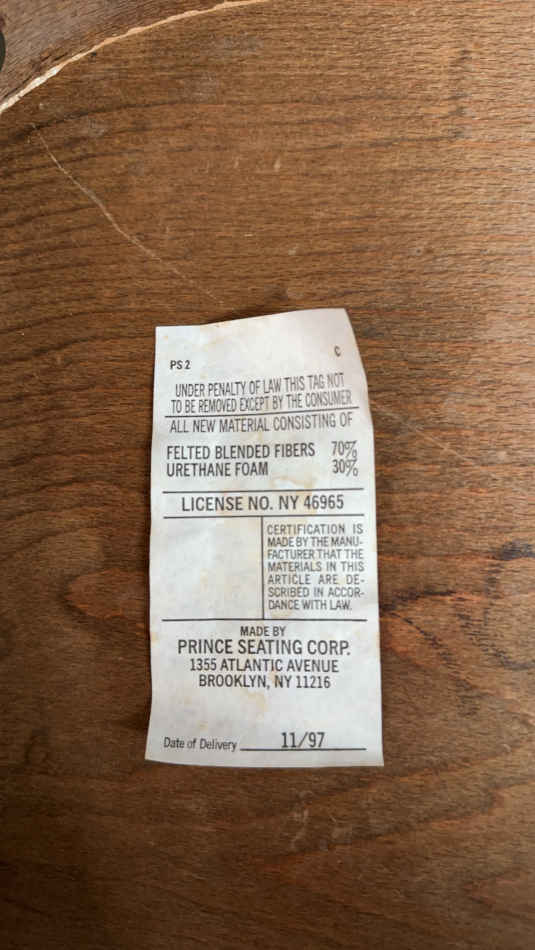 PS 2 C
UNDER PENALTY OF LAW THIS TAG NOT
TO BE REMOVED EXCEPT BY THE CONSUMER
ALL NEW MATERIAL CONSISTING OF
FELTED BLENDED FIBERS 70%
URETHANE FOAM 30%
LICENSE NO. NY 46965
CERTIFICATION IS
MADE BY THE MANU-
FACTURER THAT THE
MATERIALS IN THIS
ARTICLE ARE DE-
SCRIBED IN ACCOR-
DANCE WITH LAW.
MADE BY
PRINCE SEATING CORP.
1355 ATLANTIC AVENUE
BROOKLYN, NY 11216
Date of Delivery 11/97